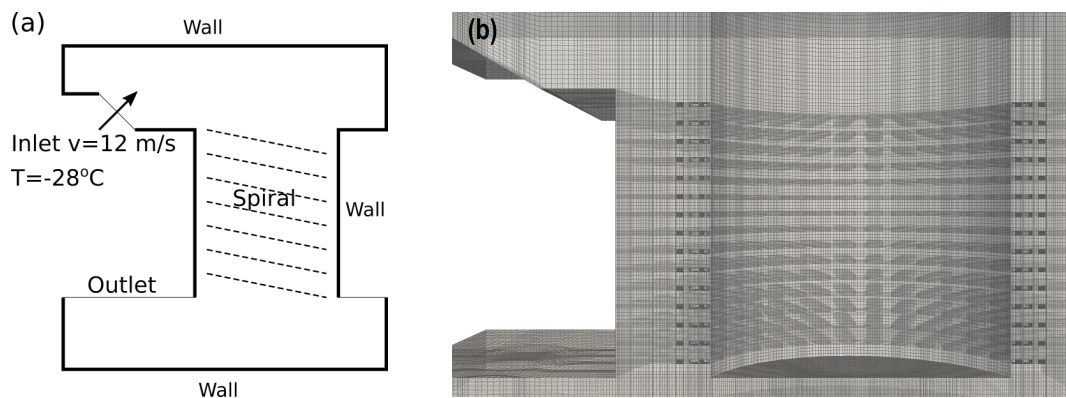 (a)
Wall
Inlet v=12 m/s
T=-28°C
Spiral
Wall
Outlet
Wall
(b)